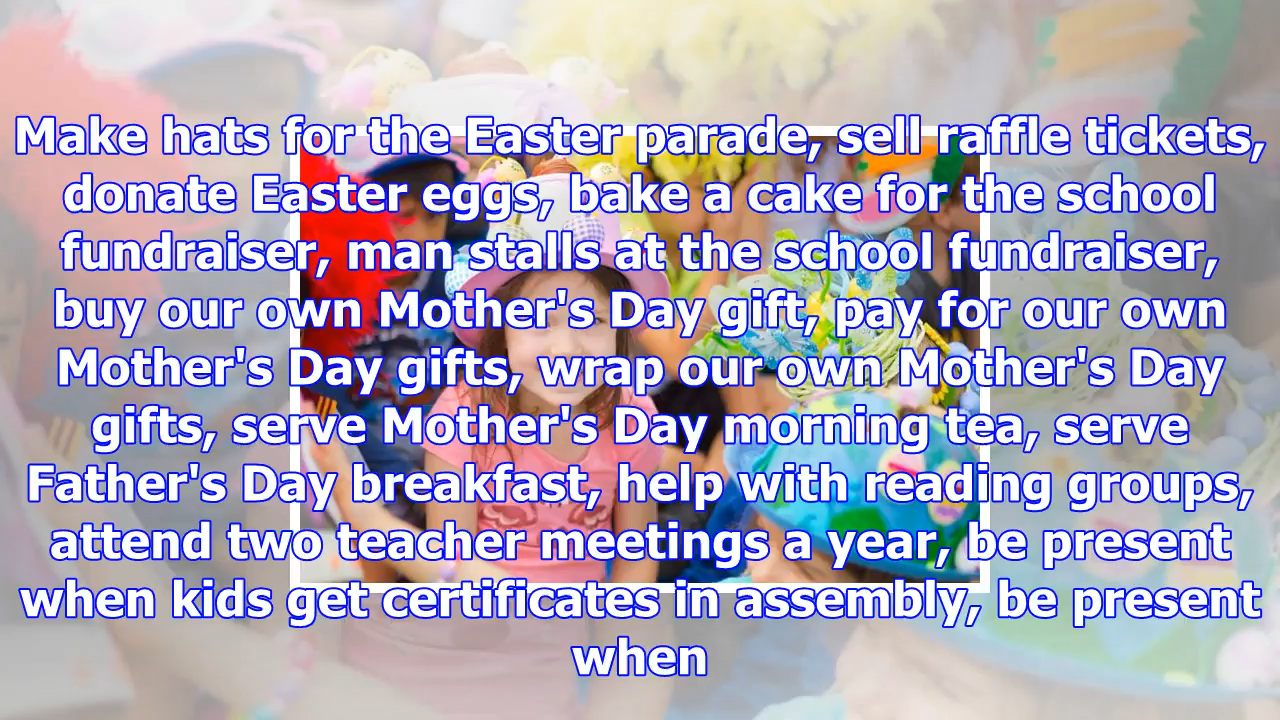 Make hats for the Easter parade, sell raffle tickets,
donate Easter eggs, bake a cake for the school
fundraiser, man stalls at the school fundraiser,
buy our own Mother's Day gift, pay for our own
Mother's Day gifts, wrap our own Mother's Day
gifts, serve Mother's Day morning tea, serve
Father's Day breakfast, help with reading groups,
attend two teacher meetings a year, be present
when kids get certificates in assembly, be present
when